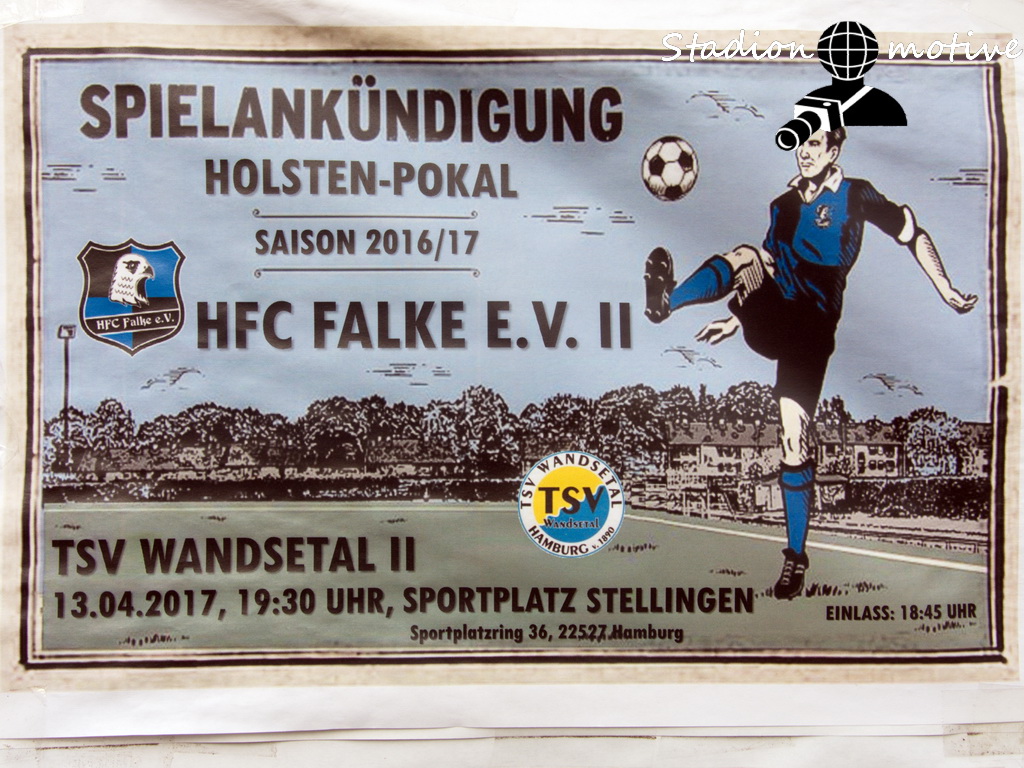 Stadion motive
SPIELANKÜNDIGUNG
HOLSTEN-POKAL
SAISON 2016/17
HFC Falke e.V.
HFC FALKE E.V. II
TSV WANDSETAL
TSV
WANDSETAL
HAMBURG v. 1890
TSV WANDSETAL II
13.04.2017, 19:30 UHR, SPORTPLATZ STELLINGEN
EINLASS: 18:45 UHR
Sportplatzring 36, 22527 Hamburg